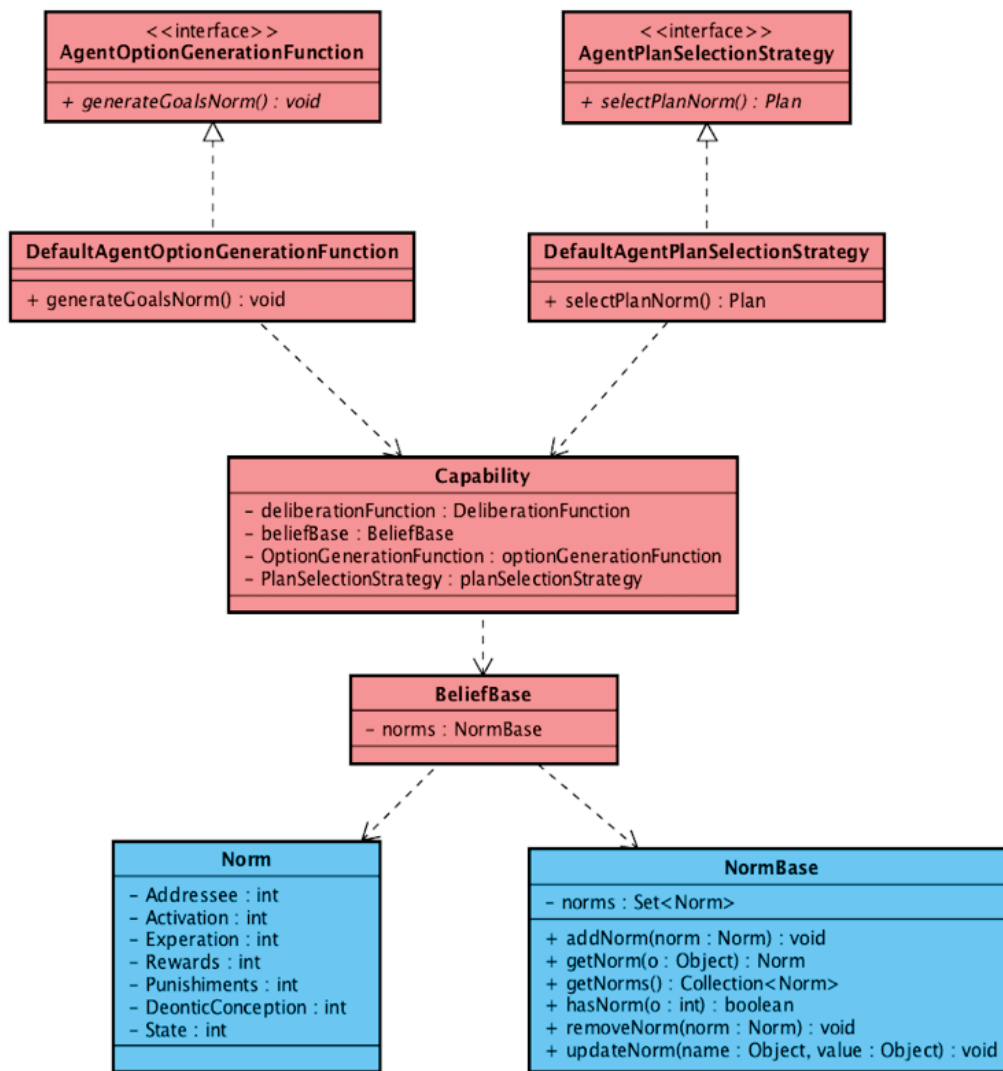 <<interface>>
AgentOptionGenerationFunction
+ generateGoalsNorm() : void
<<interface>>
AgentPlanSelectionStrategy
+ selectPlanNorm() : Plan
DefaultAgentOptionGenerationFunction
+ generateGoalsNorm() : void
DefaultAgentPlanSelectionStrategy
+ selectPlanNorm() : Plan
Capability
- deliberationFunction : DeliberationFunction
- beliefBase : BeliefBase
- OptionGenerationFunction : optionGenerationFunction
- PlanSelectionStrategy : planSelectionStrategy
BeliefBase
- norms : NormBase
Norm
- Addressee : int
- Activation : int
- Experation : int
- Rewards : int
- Punishiments : int
- DeonticConception : int
- State : int
NormBase
- norms : Set<Norm>
+ addNorm(norm : Norm) : void
+ getNorm(o : Object) : Norm
+ getNorms() : Collection<Norm>
+ hasNorm(o : int) : boolean
+ removeNorm(norm : Norm) : void
+ updateNorm(name : Object, value : Object) : void